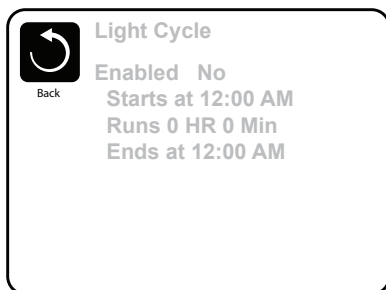 Light Cycle
Enabled No
Back
Starts at 12:00 AM
Runs 0 HR 0 Min
Ends at 12:00 AM